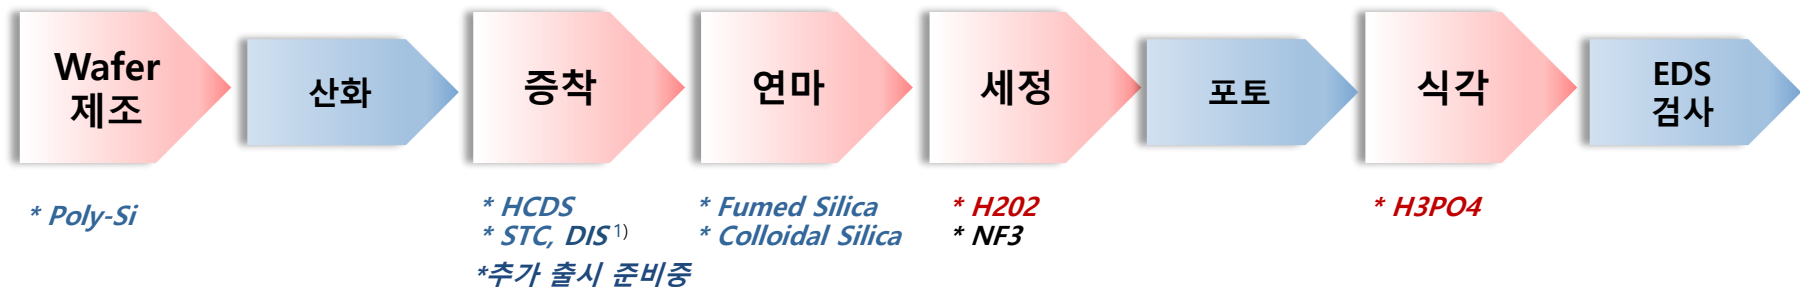 Wafer
제조
산화
증착
연마
세정
포토
식각
EDS
검사
* Poly-Si
* HCDS
* STC, DIS 1)
*추가 출시 준비중
* Fumed Silica
* Colloidal Silica
* H202
* NF3
* H3PO4